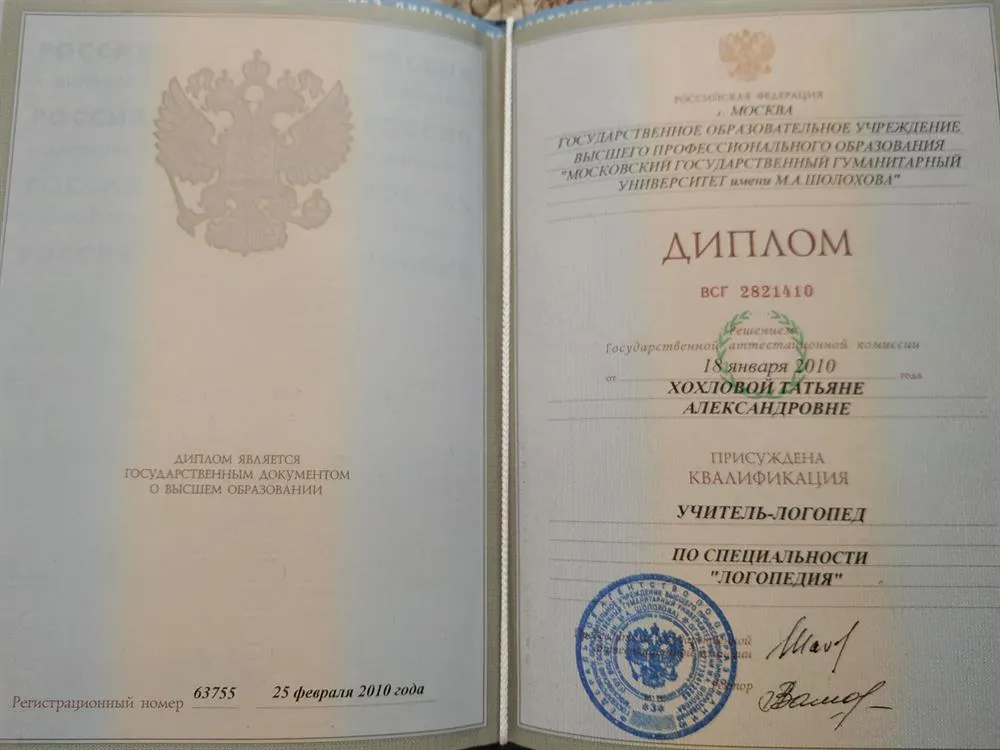 ДИПЛОМ ЯВЛЯЕТСЯ
ГОСУДАРСТВЕННЫМ ДОКУМЕНТОМ
О ВЫСШЕМ ОБРАЗОВАНИИ
Регистрационный номер 63755 25 февраля 2010 года
РОССИЙСКАЯ ФЕДЕРАЦИЯ
г. МОСКВА
ГОСУДАРСТВЕННОЕ ОБРАЗОВАТЕЛЬНОЕ УЧРЕЖДЕНИЕ
ВЫСШЕГО ПРОФЕССИОНАЛЬНОГО ОБРАЗОВАНИЯ
"МОСКОВСКИЙ ГОСУДАРСТВЕННЫЙ ГУМАНИТАРНЫЙ
УНИВЕРСИТЕТ имени М.А.ШОЛОХОВА"
ДИПЛОМ
ВСГ 2821410
Решением
Государственной аттестационной комиссии
от 18 января 2010 года
ХОХЛОВОЙ ТАТЬЯНЕ
АЛЕКСАНДРОВНЕ
ПРИСУЖДЕНА
КВАЛИФИКАЦИЯ
УЧИТЕЛЬ-ЛОГОПЕД
ПО СПЕЦИАЛЬНОСТИ
"ЛОГОПЕДИЯ"